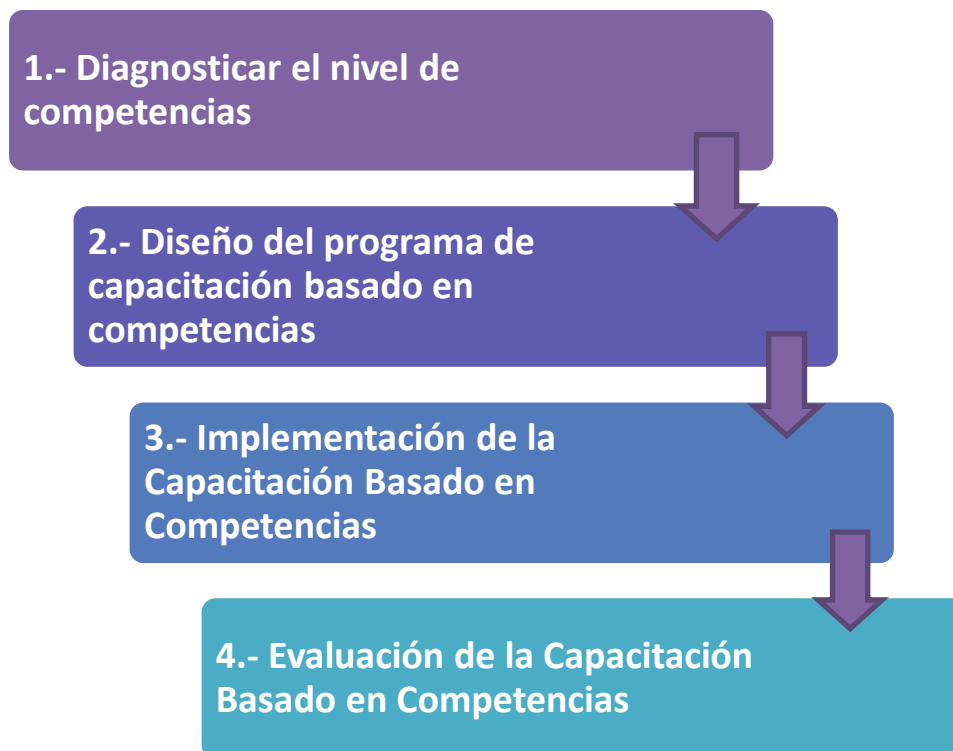 1.- Diagnosticar el nivel de
competencias
2.- Diseño del programa de
capacitación basado en
competencias
3.- Implementación de la
Capacitación Basado en
Competencias
4.- Evaluación de la Capacitación
Basado en Competencias